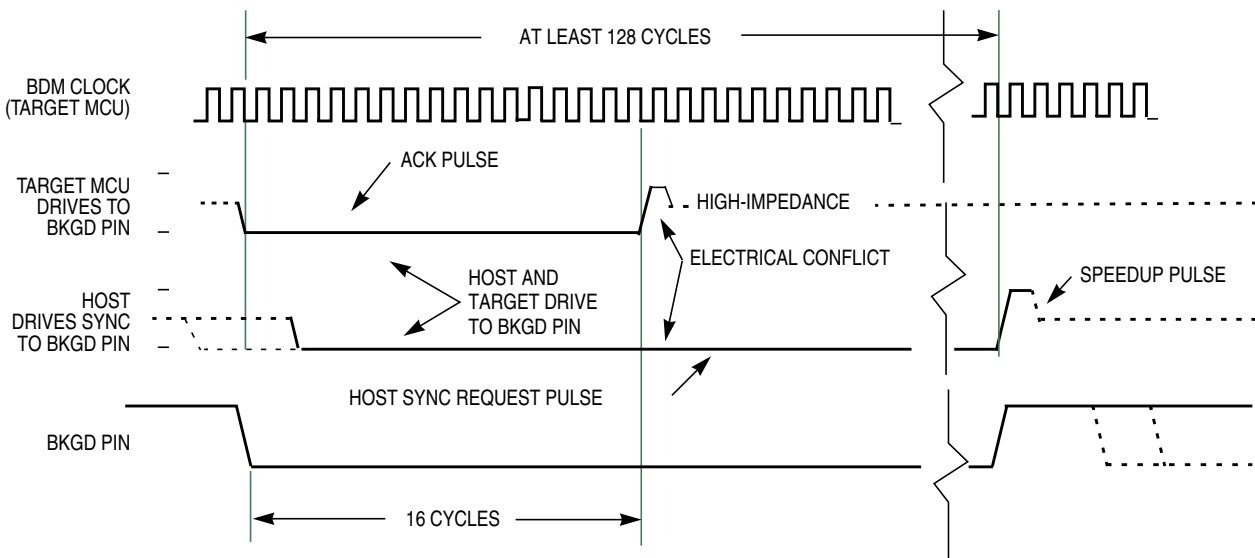 AT LEAST 128 CYCLES
BDM CLOCK
(TARGET MCU)
ACK PULSE
TARGET MCU
DRIVES TO
BKGD PIN
HIGH-IMPEDANCE
ELECTRICAL CONFLICT
HOST AND
TARGET DRIVE
TO BKGD PIN
SPEEDUP PULSE
HOST
DRIVES SYNC
TO BKGD PIN
HOST SYNC REQUEST PULSE
BKGD PIN
16 CYCLES